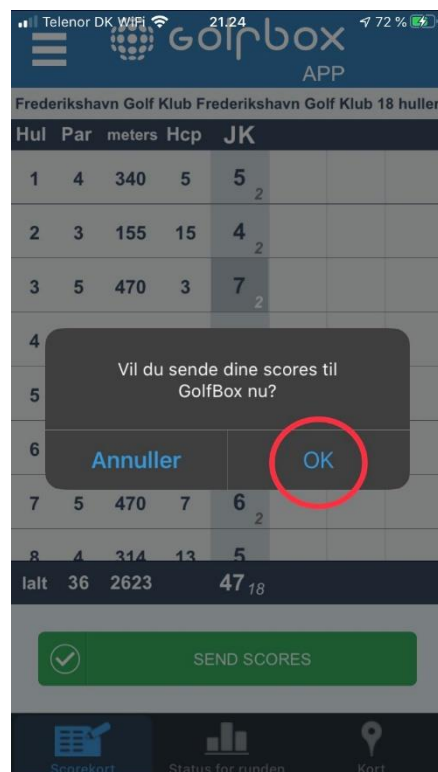 Telenor DK WiFi 21.24 72 %
GOLFBOX
APP
Frederikshavn Golf Klub Frederikshavn Golf Klub 18 huller
Hul Par meters Hcp JK
1 4 340 5 5 2
2 3 155 15 4 2
3 5 470 3 7 2
4
Vil du sende dine scores til
GolfBox nu?
5
6
Annuller OK
7 5 470 7 6 2
8 4 314 13 5
Ialt 36 2623 47 18
SEND SCORES
Scorekort Status for runden Kort